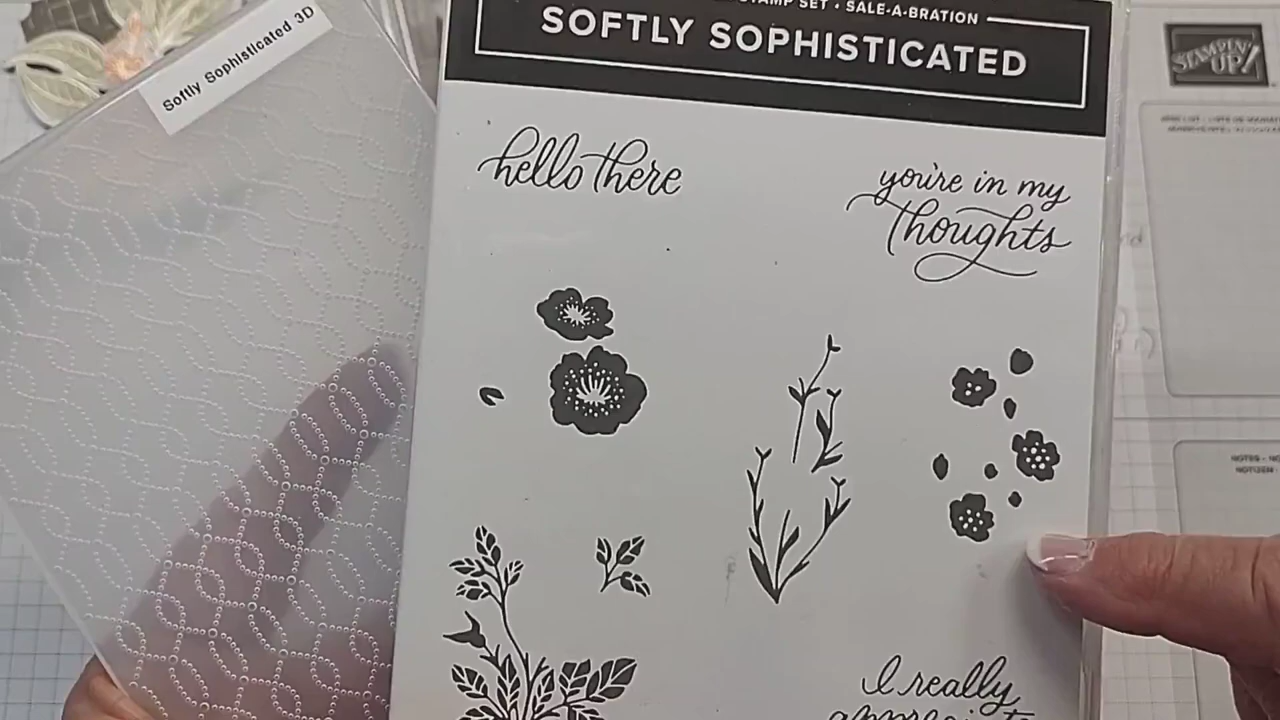 STAMP SET • SALE-A-BRATION
SOFTLY SOPHISTICATED
Softly Sophisticated 3D
STAMPIN' UP!
hello there
you're in my
thoughts
I really
appreciate